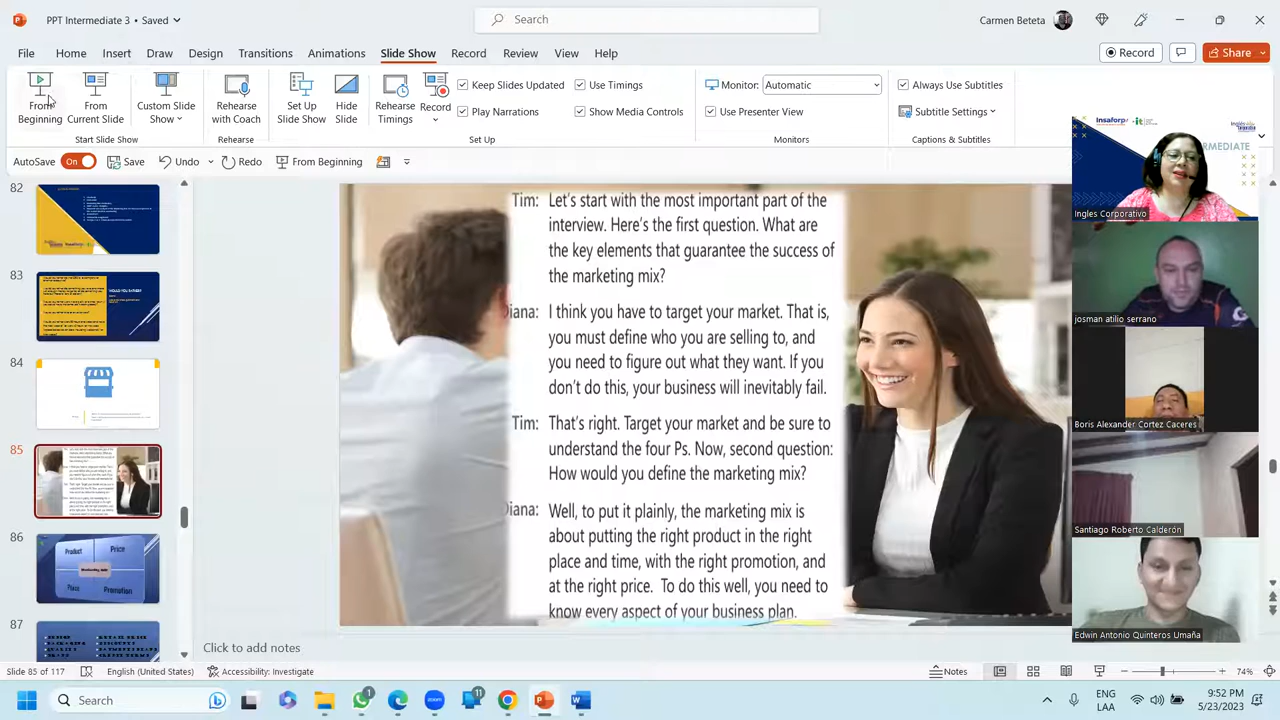 PPT Intermediate 3 • Saved
Search
Carmen Beteta
File Home Insert Draw Design Transitions Animations Slide Show Record Review View Help
Record
Share
From Beginning
From Current Slide
Custom Slide Show
Rehearse with Coach
Set Up Slide Show
Hide Slide
Rehearse Timings
Record
Keep Slides Updated
Use Timings
Play Narrations
Show Media Controls
Monitor: Automatic
Use Presenter View
Always Use Subtitles
Subtitle Settings
Start Slide Show
Rehearse
Set Up
Monitors
Captions & Subtitles
AutoSave On Save Undo Redo From Beginning
82
83
84
85
86
87
Product
Price
Place
Promotion
Tim: Let's start with the most important part of the
interview. Here's the first question. What are
the key elements that guarantee the success of
the marketing mix?
ana: I think you have to target your market. That is,
you must define who you are selling to, and
you need to figure out what they want. If you
don't do this, your business will inevitably fail.
Tim: That's right. Target your market and be sure to
understand the four Ps. Now, second question:
How would you define the marketing mix?
ana: Well, to put it plainly, the marketing mix is
about putting the right product in the right
place and time, with the right promotion, and
at the right price. To do this well, you need to
know every aspect of your business plan.
Insaforp
Ingles Corporativo
josman atilio serrano
Boris Alexander Cortez Caceres
Santiago Roberto Calderón
Edwin Antonio Quinteros Umaña
Click to add notes
Slide 85 of 117
English (United States)
Accessibility: Investigate
Notes
74%
Search
ENG
LAA
9:52 PM
5/23/2023